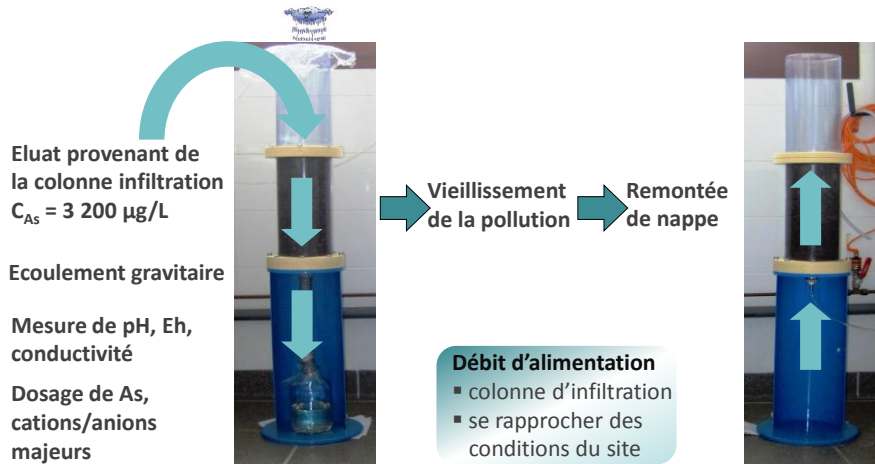 Eluat provenant de
la colonne infiltration
CAs = 3 200 µg/L
Ecoulement gravitaire
Mesure de pH, Eh,
conductivité
Dosage de As,
cations/anions
majeurs
Vieillissement
de la pollution
Remontée
de nappe
Débit d’alimentation
▪ colonne d’infiltration
▪ se rapprocher des
conditions du site